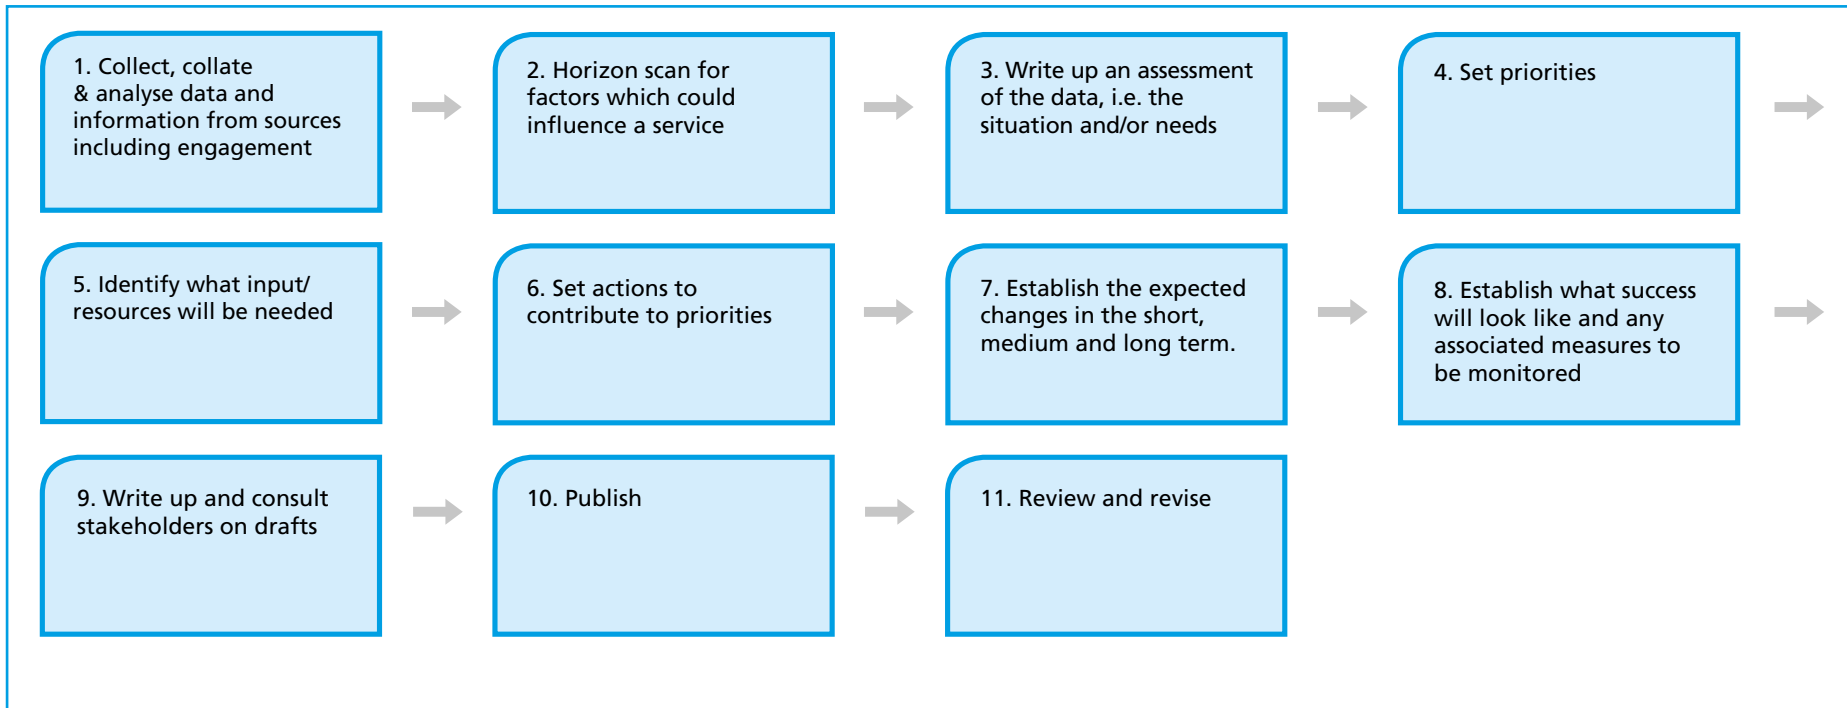 1. Collect, collate
& analyse data and
information from sources
including engagement
2. Horizon scan for
factors which could
influence a service
3. Write up an assessment
of the data, i.e. the
situation and/or needs
4. Set priorities
5. Identify what input/
resources will be needed
6. Set actions to
contribute to priorities
7. Establish the expected
changes in the short,
medium and long term.
8. Establish what success
will look like and any
associated measures to
be monitored
9. Write up and consult
stakeholders on drafts
10. Publish
11. Review and revise